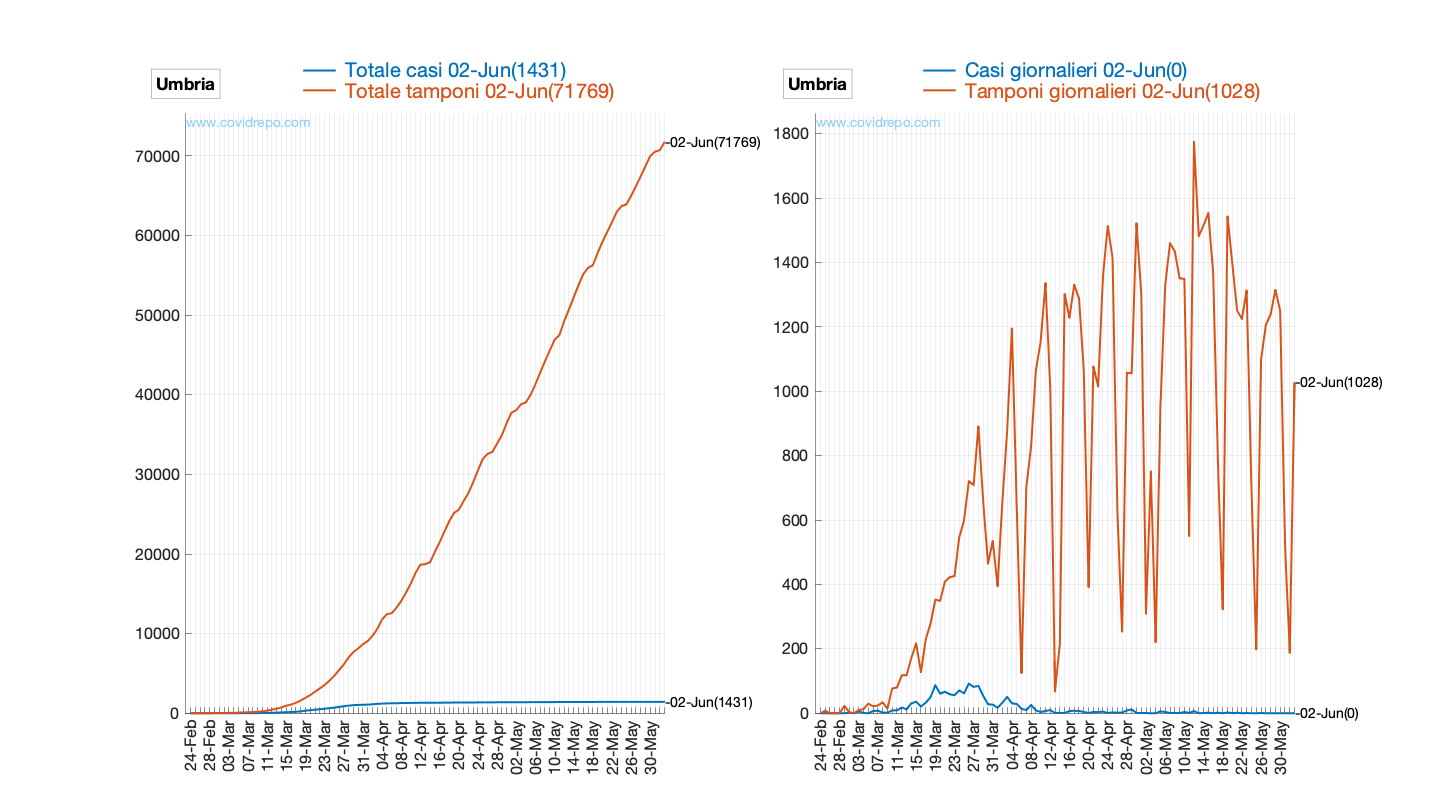 Umbria
Totale casi 02-Jun(1431)
Totale tamponi 02-Jun(71769)
www.covidrepo.com
70000
60000
50000
40000
30000
20000
10000
0
02-Jun(71769)
02-Jun(1431)
24-Feb
28-Feb
03-Mar
07-Mar
11-Mar
15-Mar
19-Mar
23-Mar
27-Mar
31-Mar
04-Apr
08-Apr
12-Apr
16-Apr
20-Apr
24-Apr
28-Apr
02-May
06-May
10-May
14-May
18-May
22-May
26-May
30-May
Umbria
Casi giornalieri 02-Jun(0)
Tamponi giornalieri 02-Jun(1028)
www.covidrepo.com
1800
1600
1400
1200
1000
800
600
400
200
0
02-Jun(1028)
02-Jun(0)
24-Feb
28-Feb
03-Mar
07-Mar
11-Mar
15-Mar
19-Mar
23-Mar
27-Mar
31-Mar
04-Apr
08-Apr
12-Apr
16-Apr
20-Apr
24-Apr
28-Apr
02-May
06-May
10-May
14-May
18-May
22-May
26-May
30-May